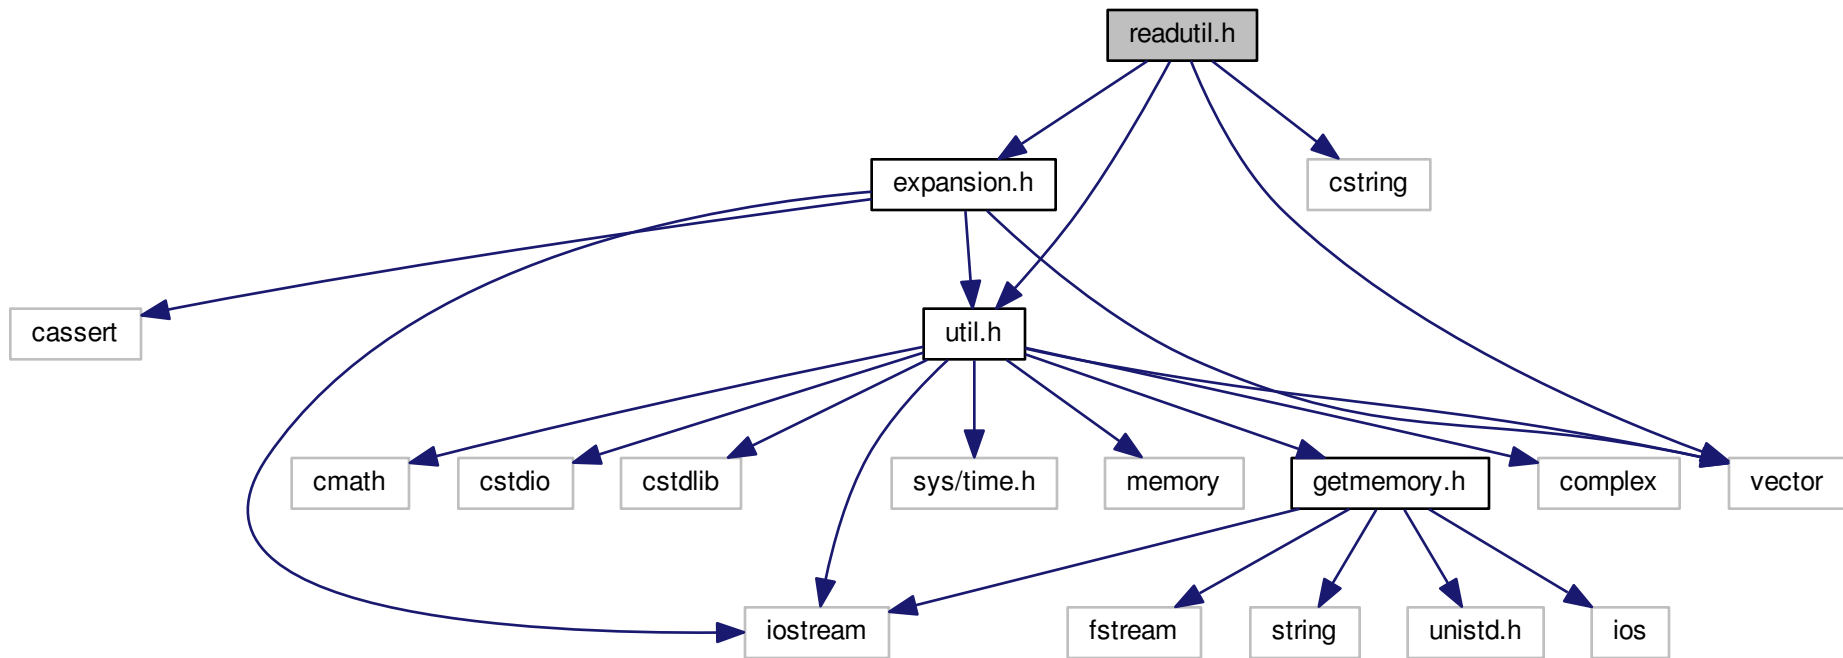 readutil.h
expansion.h
cstring
cassert
util.h
cmath
cstdio
cstdlib
sys/time.h
memory
getmemory.h
complex
vector
iostream
fstream
string
unistd.h
ios